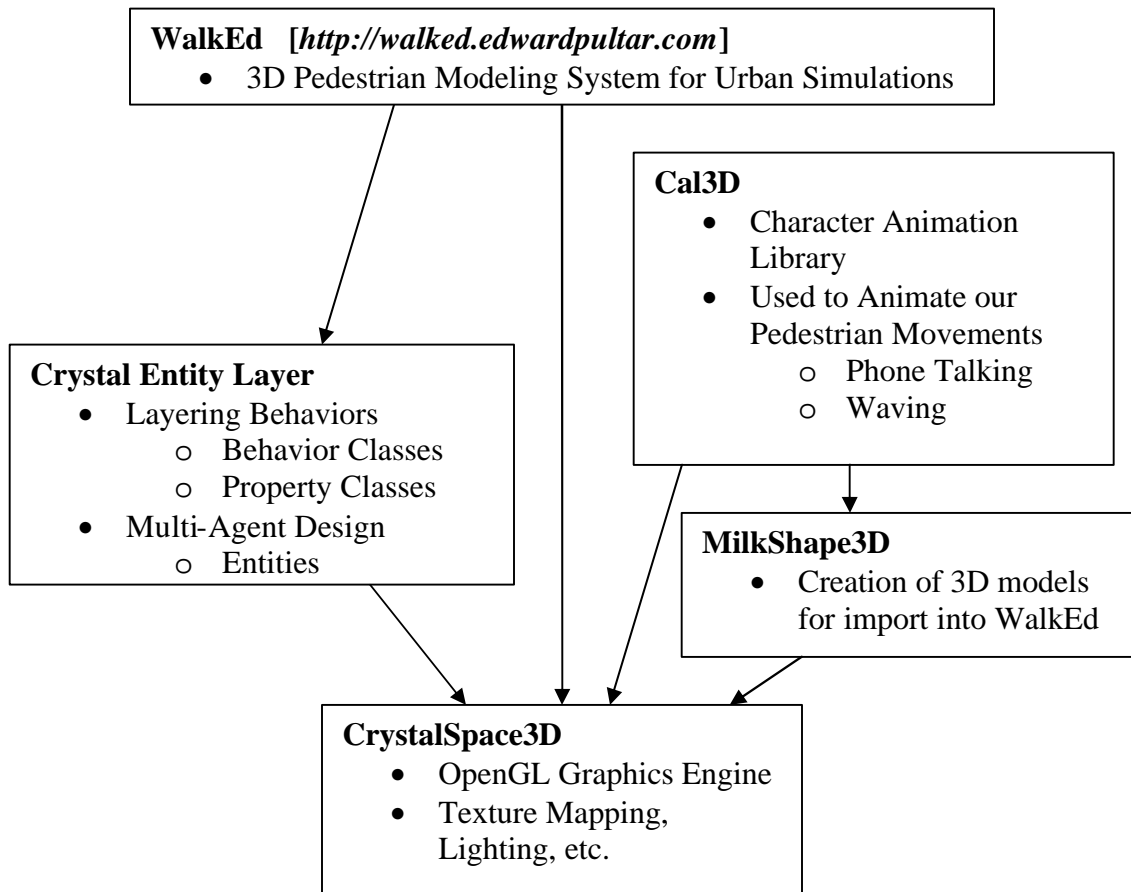 WalkEd [http://walked.edwardpultar.com]
• 3D Pedestrian Modeling System for Urban Simulations
Cal3D
• Character Animation
Library
• Used to Animate our
Pedestrian Movements
o Phone Talking
o Waving
Crystal Entity Layer
• Layering Behaviors
o Behavior Classes
o Property Classes
• Multi-Agent Design
o Entities
MilkShape3D
• Creation of 3D models
for import into WalkEd
CrystalSpace3D
• OpenGL Graphics Engine
• Texture Mapping,
Lighting, etc.